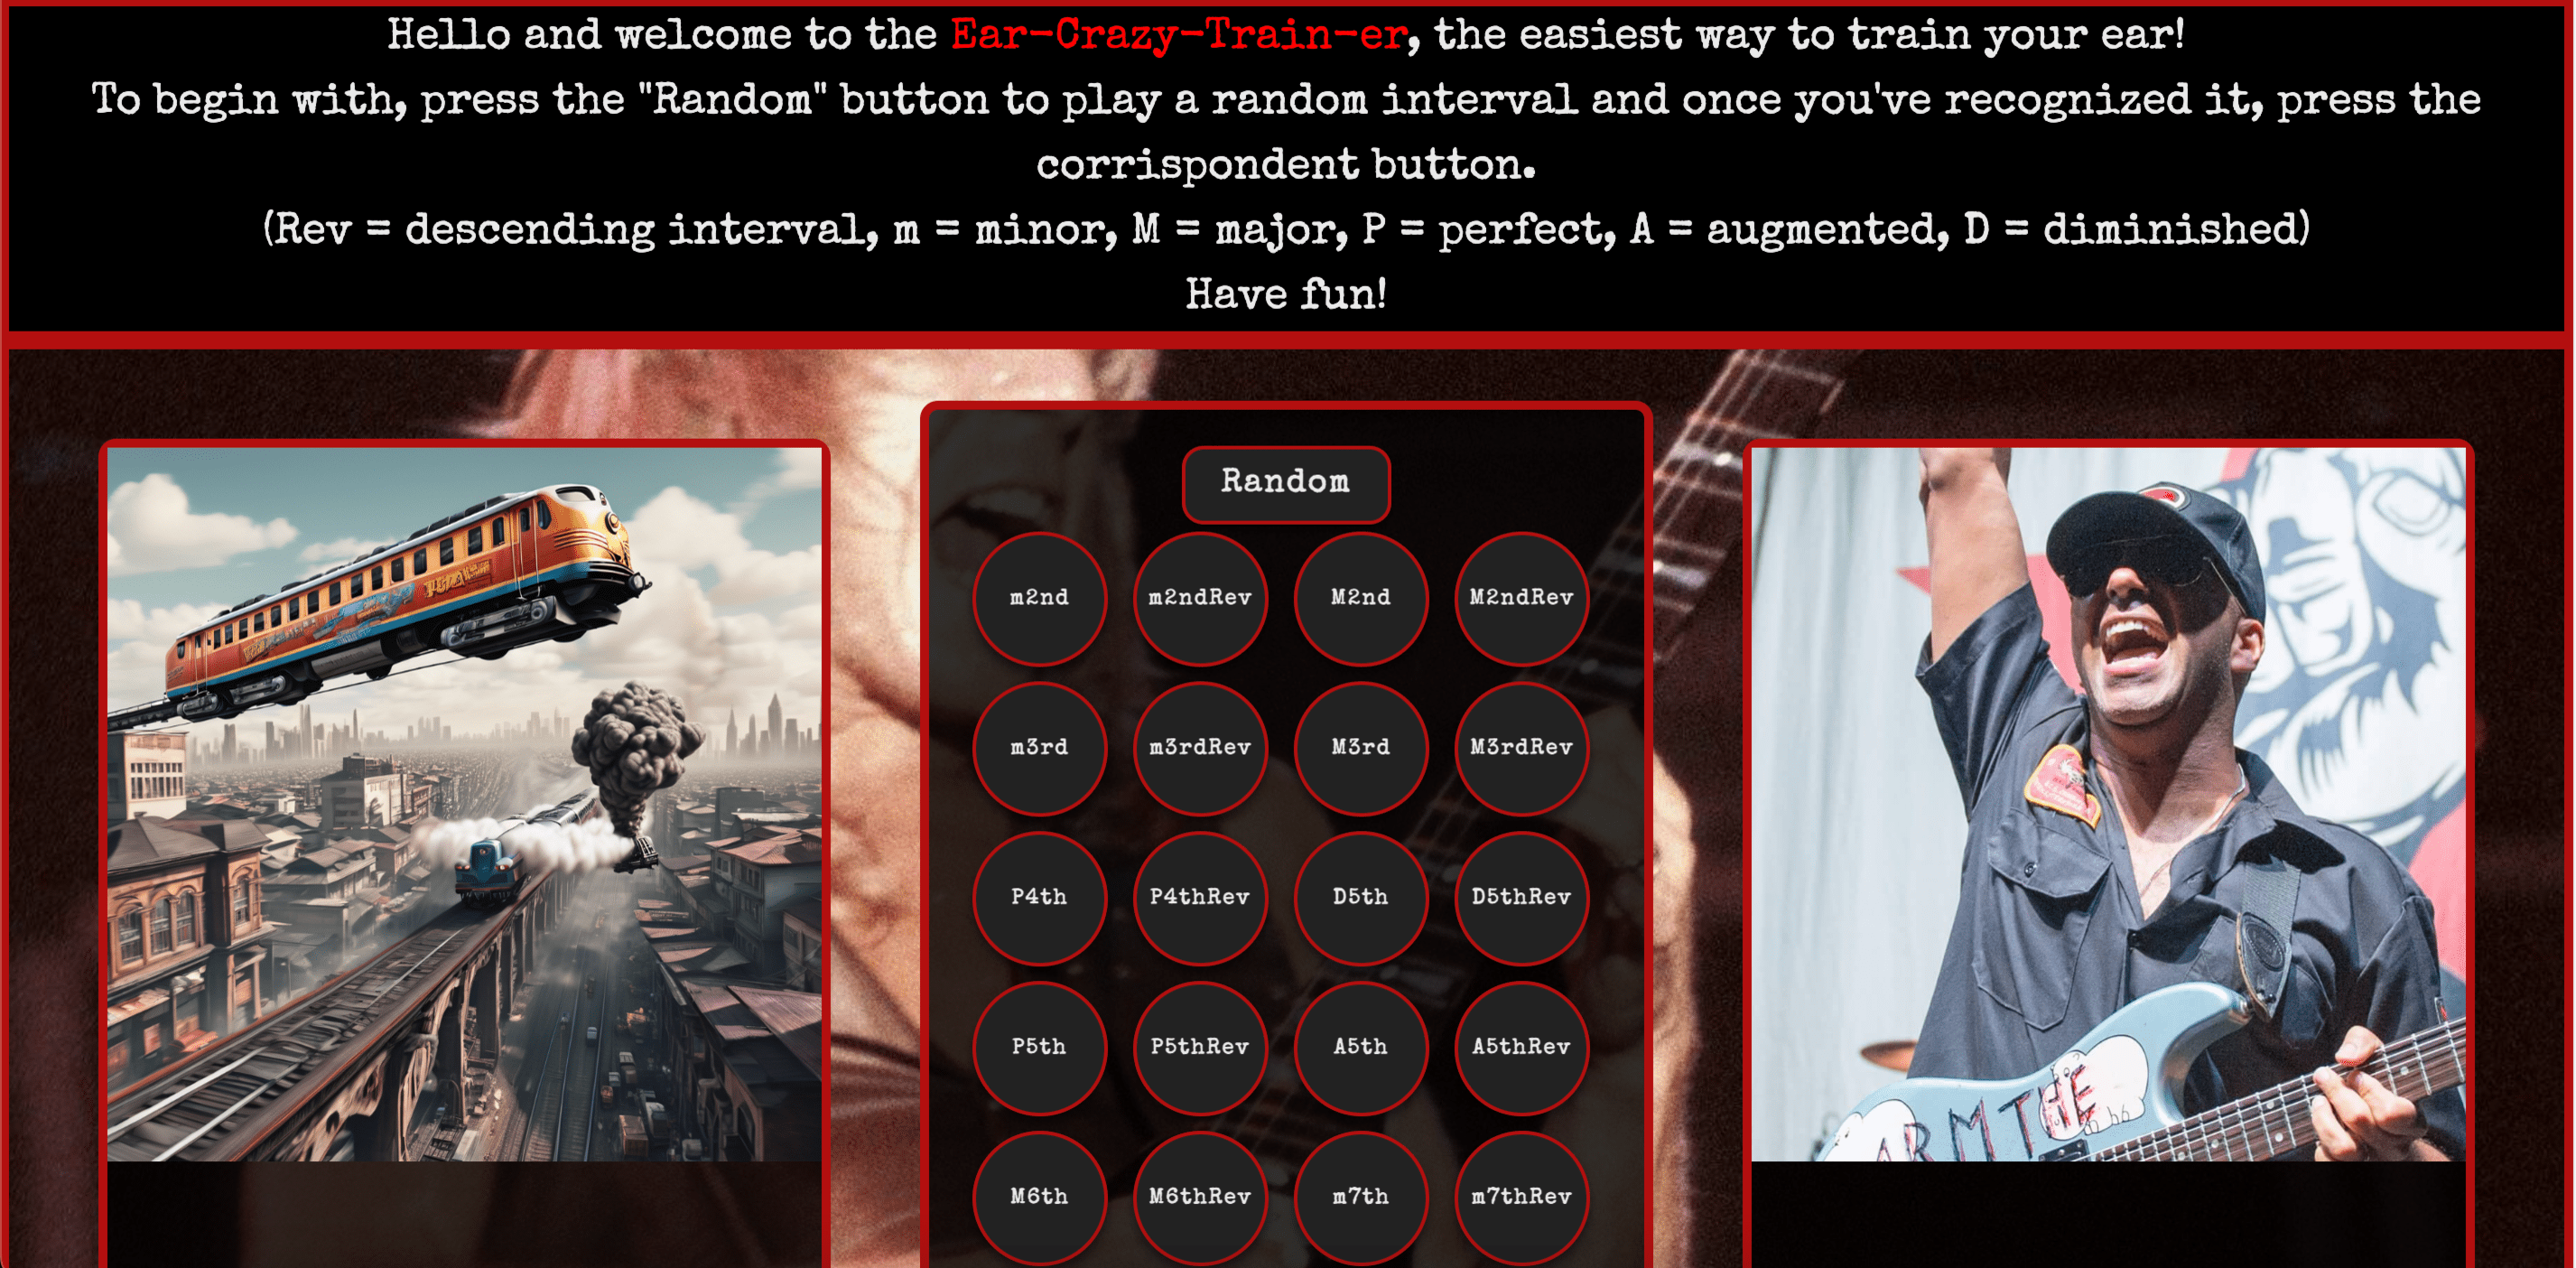 Hello and welcome to the Ear-Crazy-Train-er, the easiest way to train your ear!
To begin with, press the "Random" button to play a random interval and once you've recognized it, press the
corrispondent button.
(Rev = descending interval, m = minor, M = major, P = perfect, A = augmented, D = diminished)
Have fun!
Random
m2nd m2ndRev M2nd M2ndRev
m3rd m3rdRev M3rd M3rdRev
P4th P4thRev D5th D5thRev
P5th P5thRev A5th A5thRev
M6th M6thRev m7th m7thRev
ARM THE